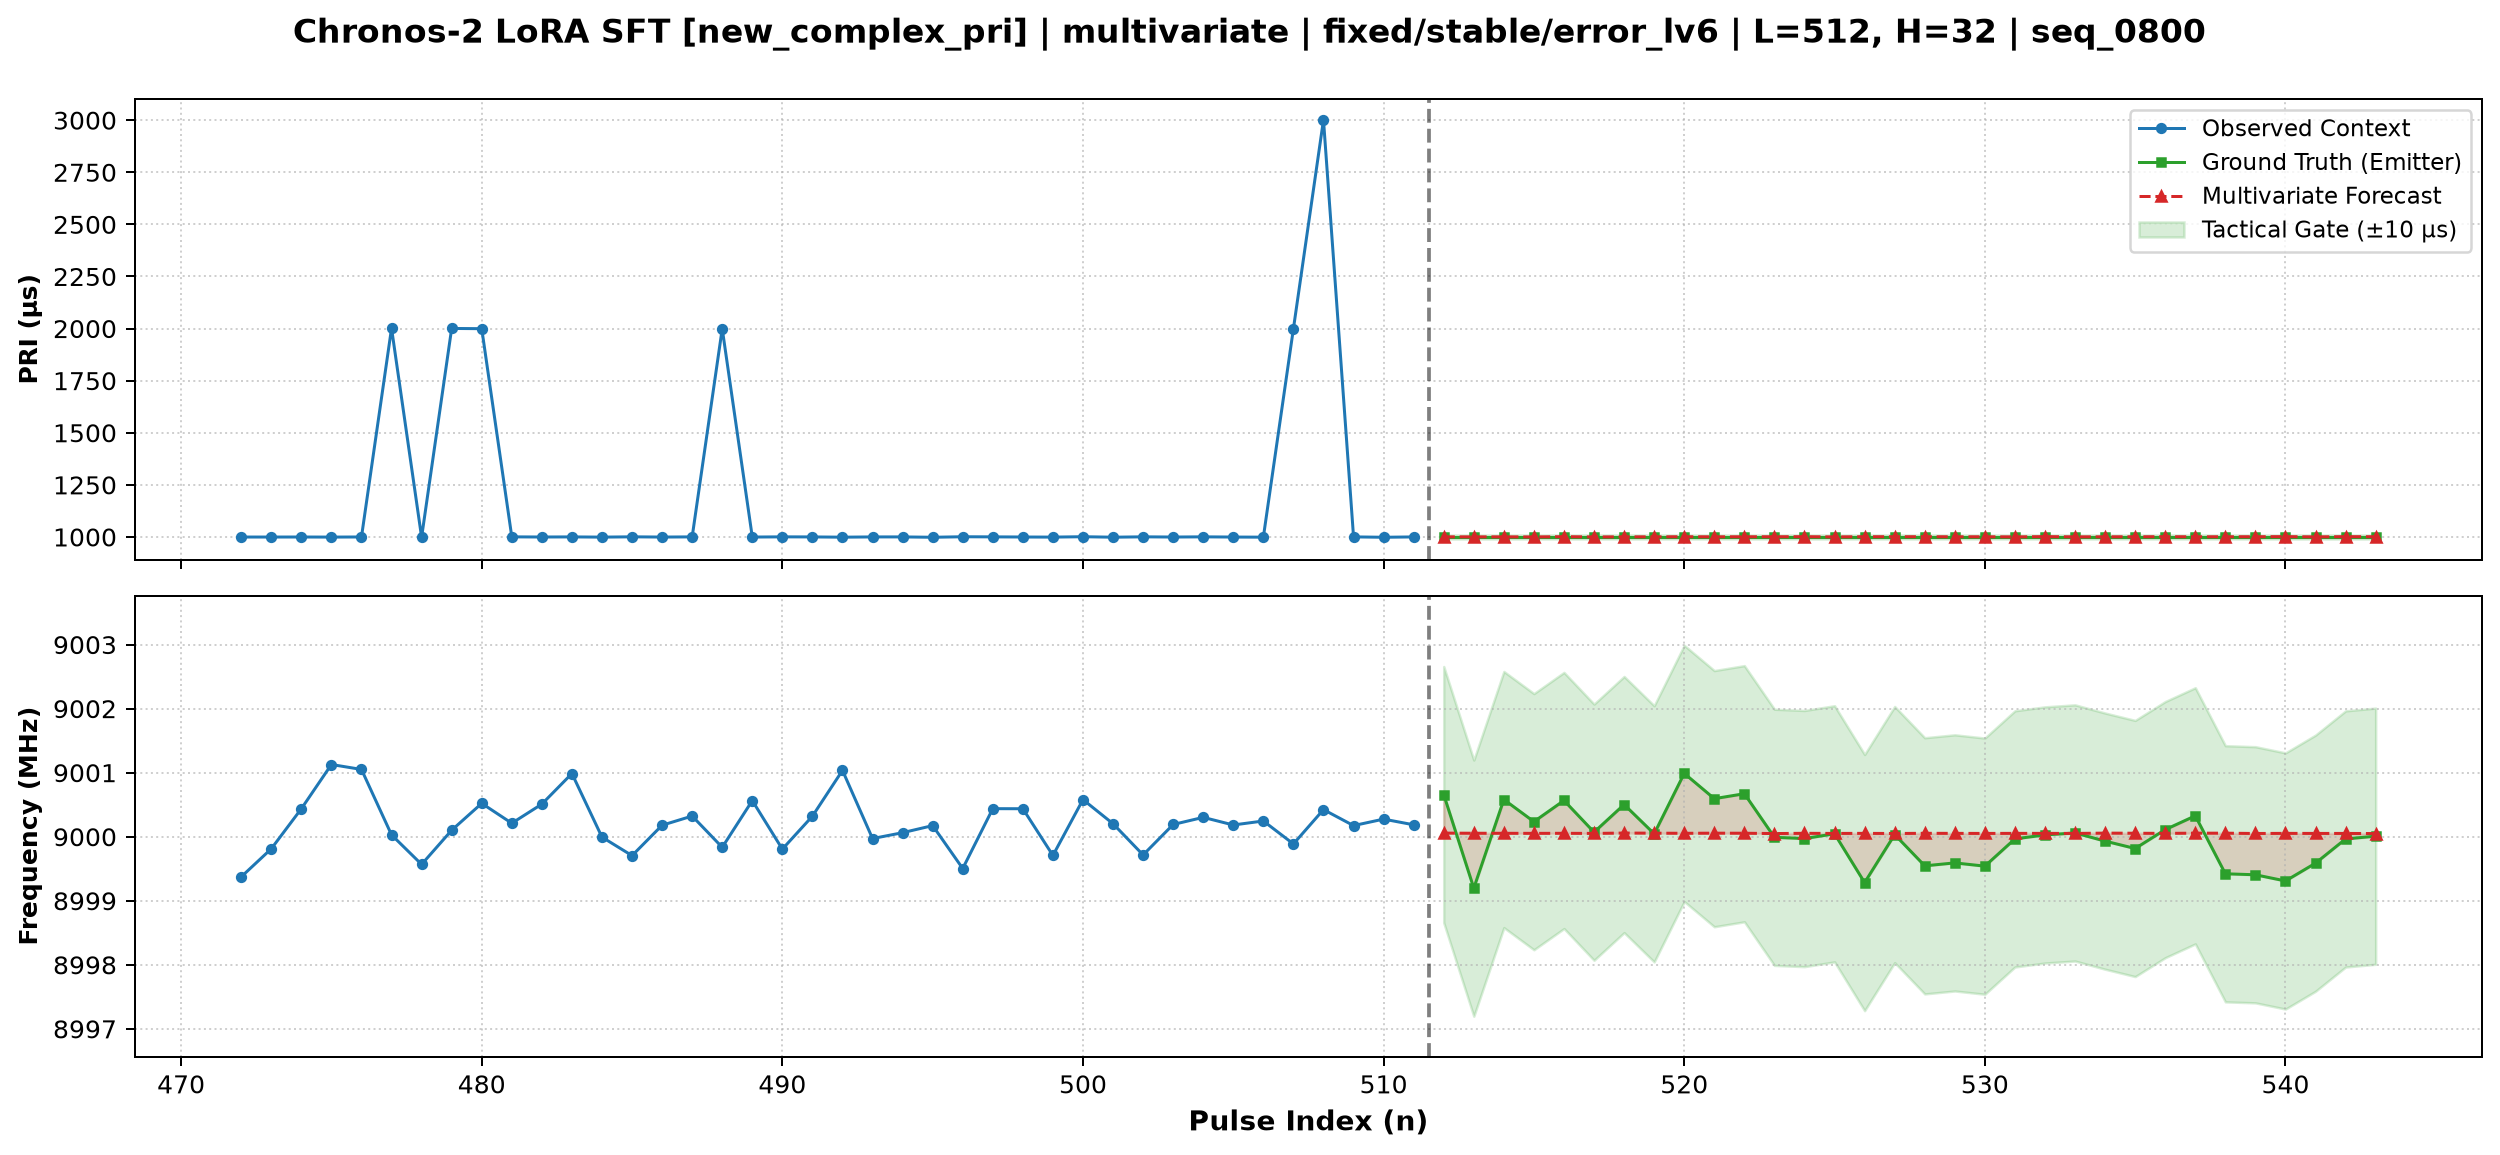 Chronos-2 LoRA SFT [new_complex_pri] | multivariate | fixed/stable/error_lv6 | L=512, H=32 | seq_0800
PRI (µs)
3000
2750
2500
2250
2000
1750
1500
1250
1000
Observed Context
Ground Truth (Emitter)
Multivariate Forecast
Tactical Gate (±10 µs)
Frequency (MHz)
9003
9002
9001
9000
8999
8998
8997
470 480 490 500 510 520 530 540
Pulse Index (n)